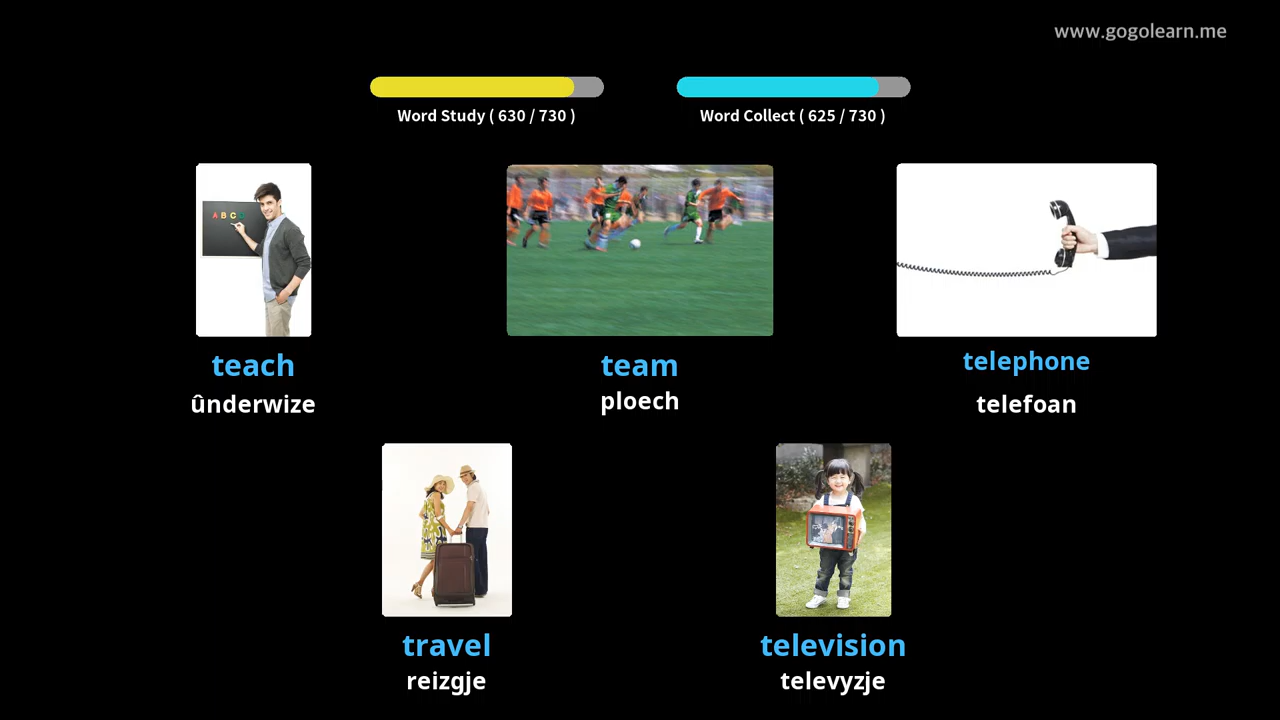 www.gogolearn.me
Word Study ( 630 / 730 )
Word Collect ( 625 / 730 )
A B C D
teach
ûnderwize
team
ploech
telephone
telefoan
travel
reizgje
television
televyzje